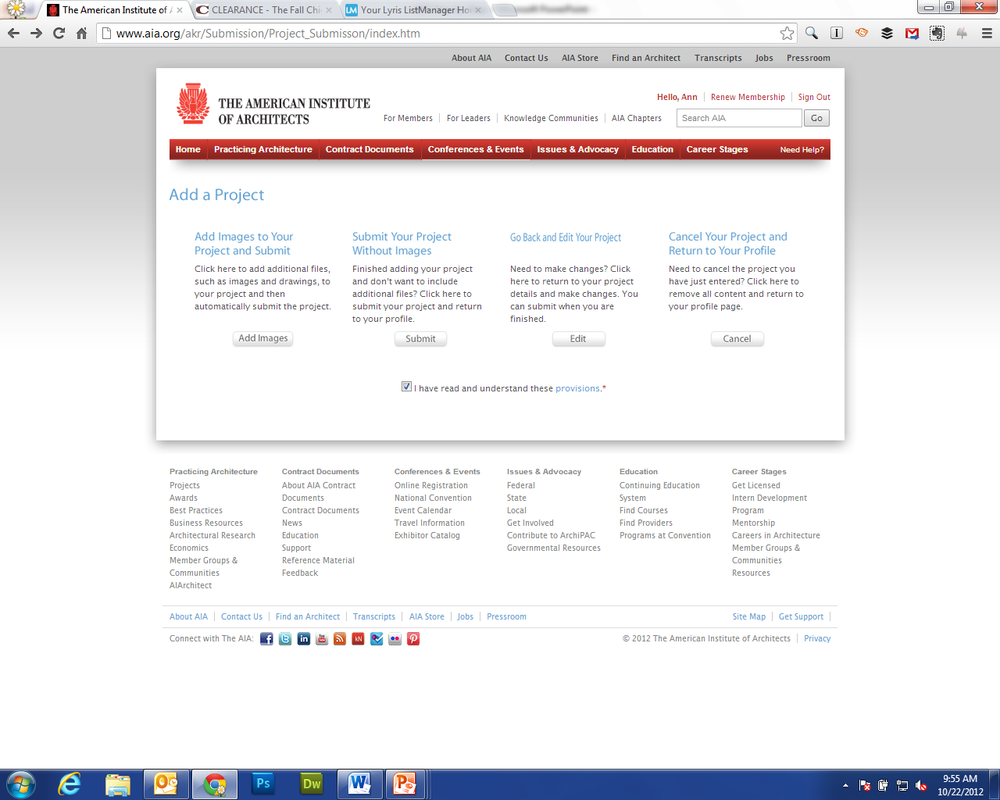 The American Institute of A
CLEARANCE - The Fall Chi
Your Lyris ListManager Ho
www.aia.org/akr/Submission/Project_Submisson/index.htm
About AIA Contact Us AIA Store Find an Architect Transcripts Jobs Pressroom
THE AMERICAN INSTITUTE
OF ARCHITECTS
Hello, Ann Renew Membership Sign Out
For Members For Leaders Knowledge Communities AIA Chapters Search AIA Go
Home Practicing Architecture Contract Documents Conferences & Events Issues & Advocacy Education Career Stages Need Help?
Add a Project
Add Images to Your
Project and Submit
Click here to add additional files,
such as images and drawings, to
your project and then
automatically submit the project.
Add Images
Submit Your Project
Without Images
Finished adding your project
and don't want to include
additional files? Click here to
submit your project and return
to your profile.
Submit
Go Back and Edit Your Project
Need to make changes? Click
here to return to your project
details and make changes. You
can submit when you are
finished.
Edit
Cancel Your Project and
Return to Your Profile
Need to cancel the project you
have just entered? Click here to
remove all content and return to
your profile page.
Cancel
I have read and understand these provisions.*
Practicing Architecture
Projects
Awards
Best Practices
Business Resources
Architectural Research
Economics
Member Groups &
Communities
AIArchitect
Contract Documents
About AIA Contract
Documents
Contract Documents
News
Education
Support
Reference Material
Feedback
Conferences & Events
Online Registration
National Convention
Event Calendar
Travel Information
Exhibitor Catalog
Issues & Advocacy
Federal
State
Local
Get Involved
Contribute to ArchiPAC
Governmental Resources
Education
Continuing Education
System
Find Courses
Find Providers
Programs at Convention
Career Stages
Get Licensed
Intern Development
Program
Mentorship
Careers in Architecture
Member Groups &
Communities
Resources
About AIA Contact Us Find an Architect Transcripts AIA Store Jobs Pressroom Site Map Get Support
Connect with The AIA: © 2012 The American Institute of Architects Privacy
Ps Dw
9:55 AM
10/22/2012